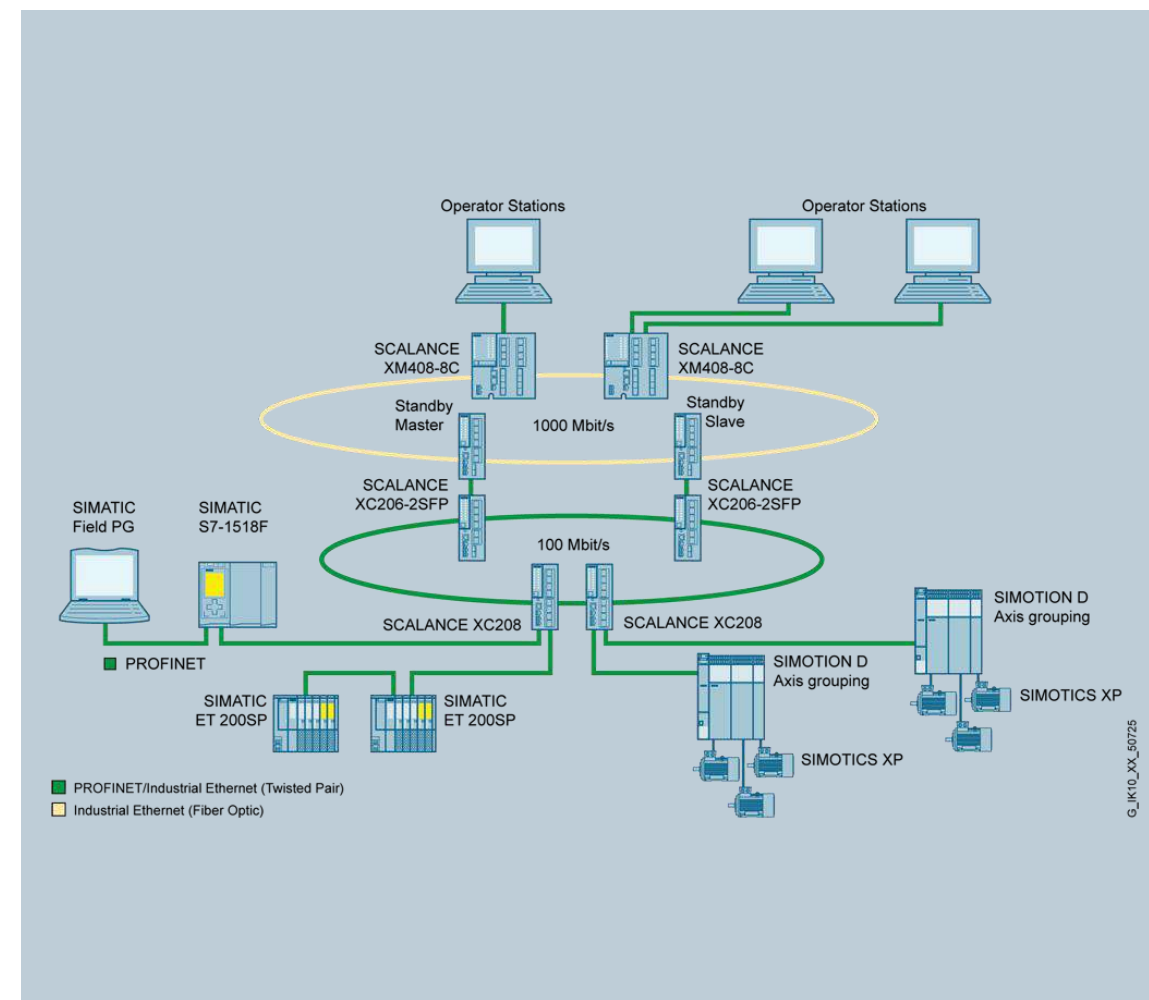 Operator Stations
Operator Stations
SCALANCE
XM408-8C
SCALANCE
XM408-8C
Standby
Master
1000 Mbit/s
Standby
Slave
SCALANCE
XC206-2SFP
SCALANCE
XC206-2SFP
SIMATIC
Field PG
SIMATIC
S7-1518F
100 Mbit/s
SCALANCE XC208
SCALANCE XC208
SIMOTION D
Axis grouping
PROFINET
SIMOTION D
Axis grouping
SIMATIC
ET 200SP
SIMATIC
ET 200SP
SIMOTICS XP
SIMOTICS XP
PROFINET/Industrial Ethernet (Twisted Pair)
Industrial Ethernet (Fiber Optic)
G_IK10_XX_50725